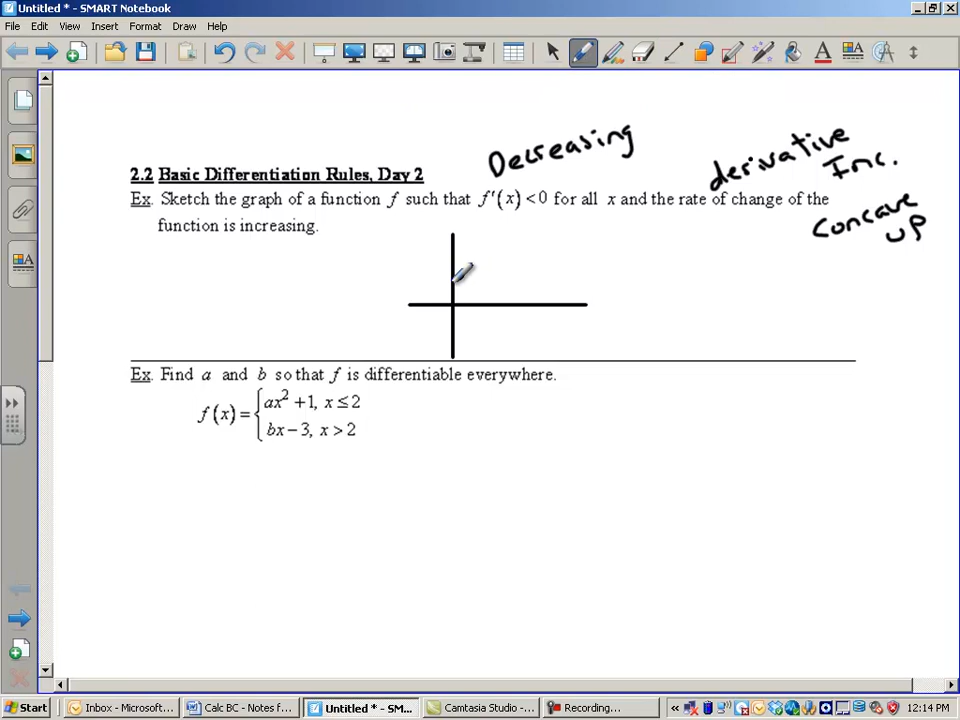 Untitled * - SMART Notebook
File Edit View Insert Format Draw Help
Decreasing
derivative
Inc.
2.2 Basic Differentiation Rules, Day 2
Ex. Sketch the graph of a function f such that f'(x) < 0 for all x and the rate of change of the
function is increasing.
concave
up
Ex. Find a and b so that f is differentiable everywhere.
f(x) = { ax² + 1, x ≤ 2
bx − 3, x > 2
Start Inbox - Microsoft... Calc BC - Notes f... Untitled * - SM... Camtasia Studio -... Recording... « 12:14 PM